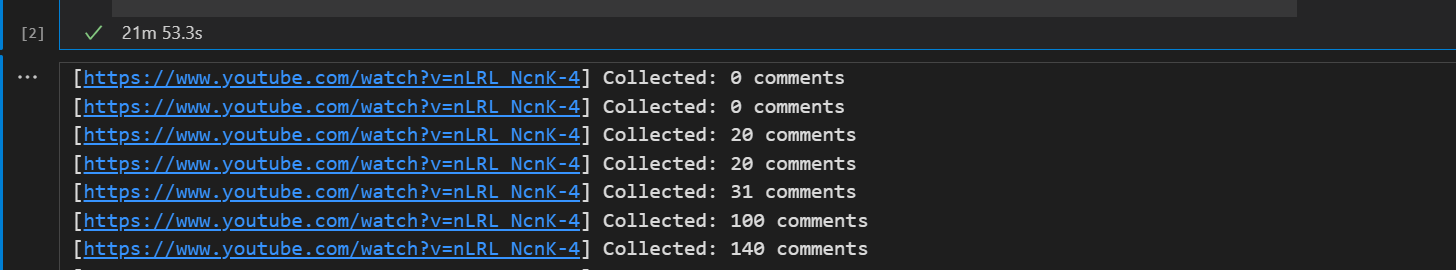 [2] 21m 53.3s
[https://www.youtube.com/watch?v=nLRL_NcnK-4] Collected: 0 comments
[https://www.youtube.com/watch?v=nLRL_NcnK-4] Collected: 0 comments
[https://www.youtube.com/watch?v=nLRL_NcnK-4] Collected: 20 comments
[https://www.youtube.com/watch?v=nLRL_NcnK-4] Collected: 20 comments
[https://www.youtube.com/watch?v=nLRL_NcnK-4] Collected: 31 comments
[https://www.youtube.com/watch?v=nLRL_NcnK-4] Collected: 100 comments
[https://www.youtube.com/watch?v=nLRL_NcnK-4] Collected: 140 comments